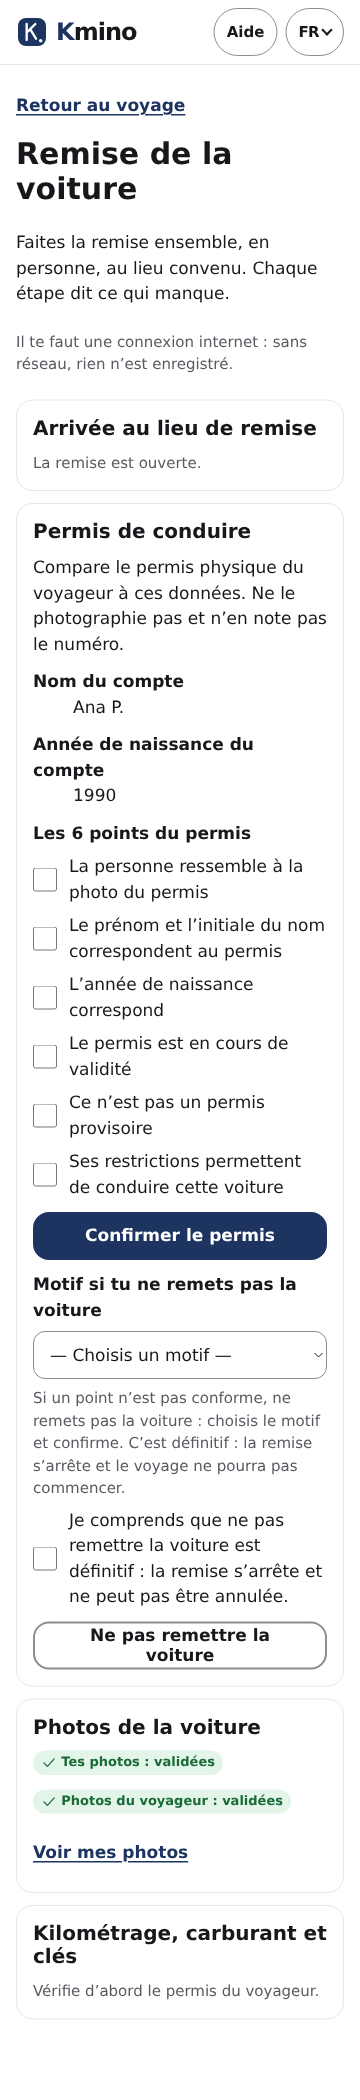 K. Kmino Aide FR
Retour au voyage
Remise de la
voiture
Faites la remise ensemble, en
personne, au lieu convenu. Chaque
étape dit ce qui manque.
Il te faut une connexion internet : sans
réseau, rien n’est enregistré.
Arrivée au lieu de remise
La remise est ouverte.
Permis de conduire
Compare le permis physique du
voyageur à ces données. Ne le
photographie pas et n’en note pas
le numéro.
Nom du compte
Ana P.
Année de naissance du
compte
1990
Les 6 points du permis
La personne ressemble à la
photo du permis
Le prénom et l’initiale du nom
correspondent au permis
L’année de naissance
correspond
Le permis est en cours de
validité
Ce n’est pas un permis
provisoire
Ses restrictions permettent
de conduire cette voiture
Confirmer le permis
Motif si tu ne remets pas la
voiture
— Choisis un motif —
Si un point n’est pas conforme, ne
remets pas la voiture : choisis le motif
et confirme. C’est définitif : la remise
s’arrête et le voyage ne pourra pas
commencer.
Je comprends que ne pas
remettre la voiture est
définitif : la remise s’arrête et
ne peut pas être annulée.
Ne pas remettre la
voiture
Photos de la voiture
Tes photos : validées
Photos du voyageur : validées
Voir mes photos
Kilométrage, carburant et
clés
Vérifie d’abord le permis du voyageur.